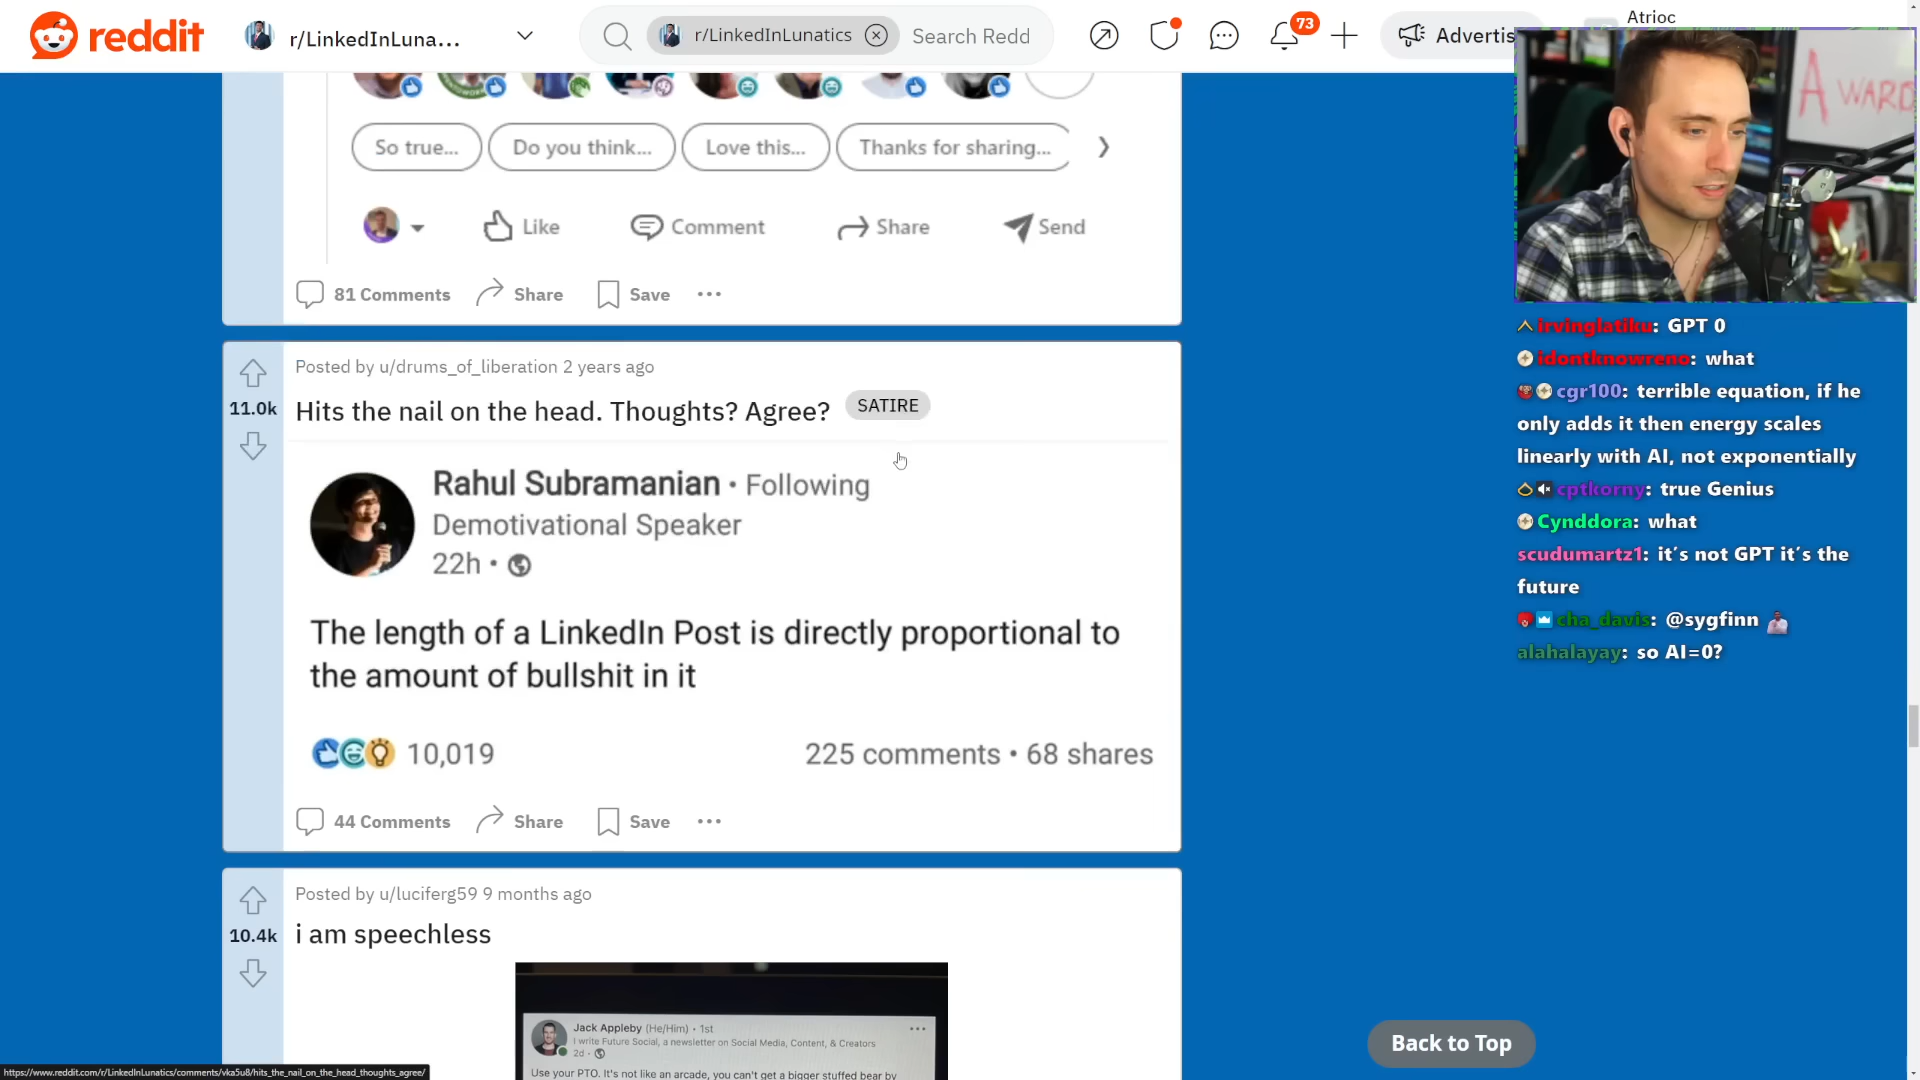 reddit
r/LinkedInLuna...
r/LinkedInLunatics
Search Redd
73
Advertis
Atrioc
A WARD
So true...
Do you think...
Love this...
Thanks for sharing...
Like
Comment
Share
Send
81 Comments
Share
Save
Posted by u/drums_of_liberation 2 years ago
11.0k
Hits the nail on the head. Thoughts? Agree?
SATIRE
Rahul Subramanian • Following
Demotivational Speaker
22h •
The length of a LinkedIn Post is directly proportional to
the amount of bullshit in it
10,019
225 comments • 68 shares
44 Comments
Share
Save
Posted by u/luciferg59 9 months ago
10.4k
i am speechless
Jack Appleby (He/Him) • 1st
I write Future Social, a newsletter on Social Media, Content, & Creators
2d •
Use your PTO. It's not like an arcade, you can't get a bigger stuffed bear by
irvinglatiku: GPT 0
idontknowreno: what
cgr100: terrible equation, if he
only adds it then energy scales
linearly with AI, not exponentially
cptkorny: true Genius
Cynddora: what
scudumartz1: it's not GPT it's the
future
cha_davis: @sygfinn
alahalayay: so AI=0?
Back to Top
https://www.reddit.com/r/LinkedInLunatics/comments/vka5u8/hits_the_nail_on_the_head_thoughts_agree/